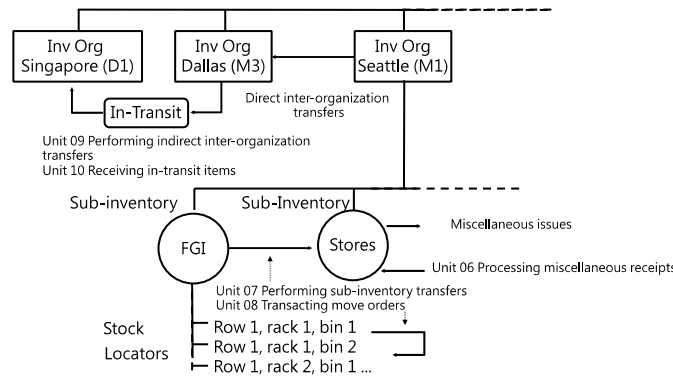 Inv Org
Singapore (D1)
Inv Org
Dallas (M3)
Inv Org
Seattle (M1)
In-Transit
Direct inter-organization
transfers
Unit 09 Performing indirect inter-organization
transfers
Unit 10 Receiving in-transit items
Sub-inventory
Sub-Inventory
FGI
Stores
Miscellaneous issues
Unit 06 Processing miscellaneous receipts
Unit 07 Performing sub-inventory transfers
Unit 08 Transacting move orders
Stock
Locators
Row 1, rack 1, bin 1
Row 1, rack 1, bin 2
Row 1, rack 2, bin 1 ...